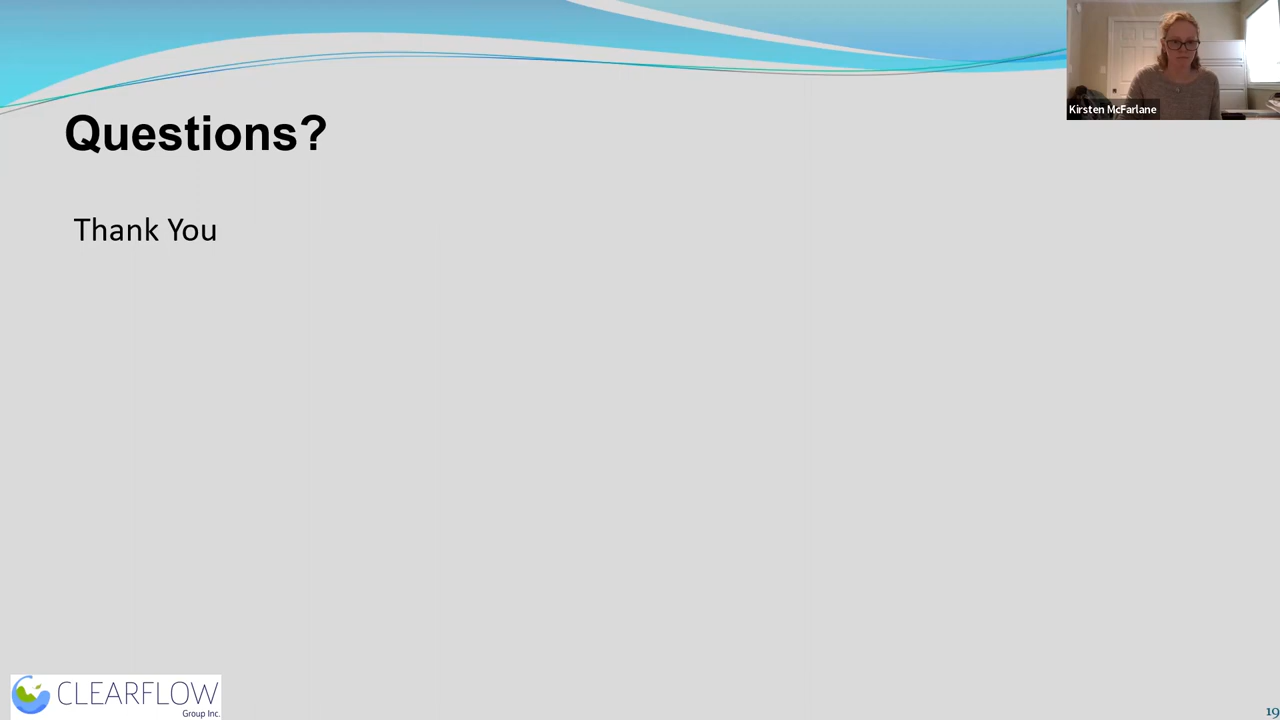 Kirsten McFarlane
Questions?
Thank You
CLEARFLOW
Group Inc.
19